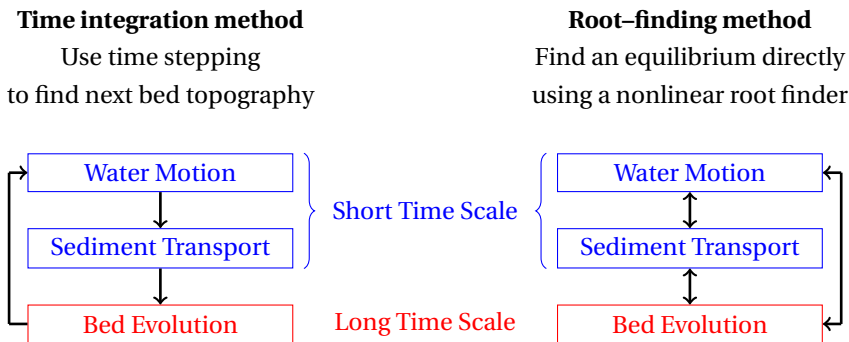 Time integration method
Use time stepping
to find next bed topography
Root–finding method
Find an equilibrium directly
using a nonlinear root finder
Water Motion
Sediment Transport
Bed Evolution
Short Time Scale
Long Time Scale
Water Motion
Sediment Transport
Bed Evolution